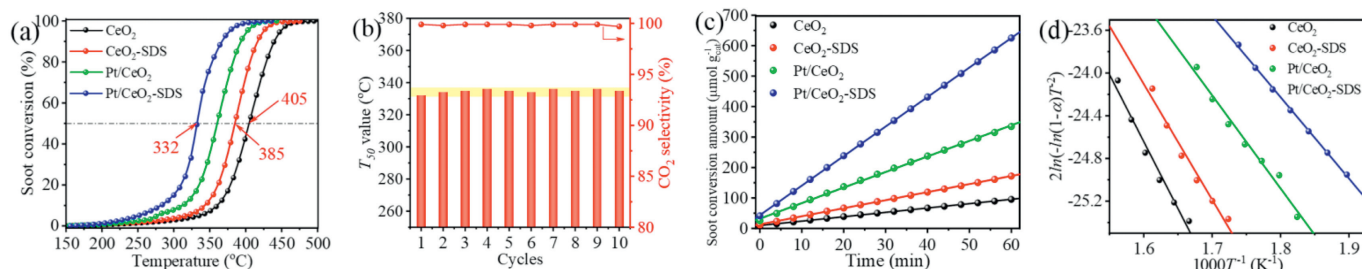 (a)
CeO₂
CeO₂-SDS
Pt/CeO₂
Pt/CeO₂-SDS
332
385
405
Soot conversion (%)
100
80
60
40
20
0
150 200 250 300 350 400 450 500
Temperature (°C)
(b)
T₅₀ value (°C)
380
360
340
320
300
280
260
1 2 3 4 5 6 7 8 9 10
Cycles
100
95
90
85
80
CO₂ selectivity (%)
(c)
CeO₂
CeO₂-SDS
Pt/CeO₂
Pt/CeO₂-SDS
Soot conversion amount (μmol g⁻¹cat)
700
600
500
400
300
200
100
0
0 10 20 30 40 50 60
Time (min)
(d)
CeO₂
CeO₂-SDS
Pt/CeO₂
Pt/CeO₂-SDS
2ln(-ln(1-α)T⁻²
-23.6
-24.0
-24.4
-24.8
-25.2
1.6 1.7 1.8 1.9
1000T⁻¹ (K⁻¹)